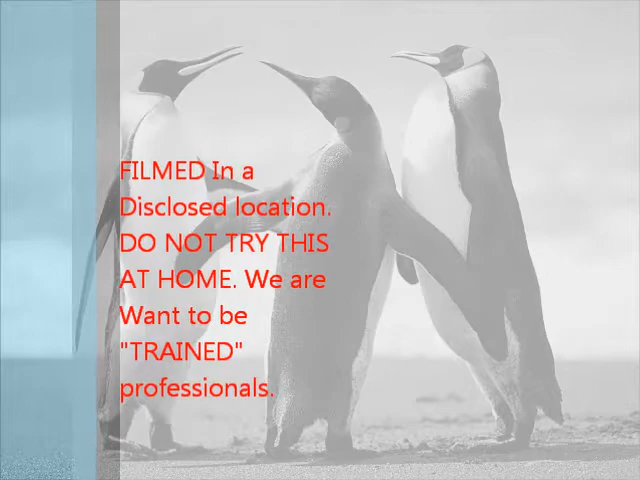 FILMED In a
Disclosed location.
DO NOT TRY THIS
AT HOME. We are
Want to be
"TRAINED"
professionals.